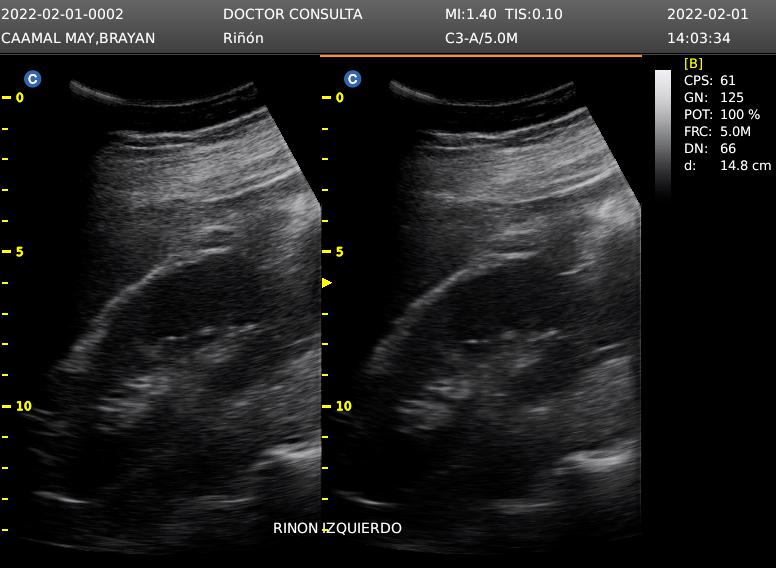 2022-02-01-0002 DOCTOR CONSULTA MI:1.40 TIS:0.10 2022-02-01
CAAMAL MAY,BRAYAN Riñón C3-A/5.0M 14:03:34
C C [B]
0 0 CPS: 61
GN: 125
POT: 100 %
FRC: 5.0M
DN: 66
d: 14.8 cm
5 5
10 10
RINON IZQUIERDO